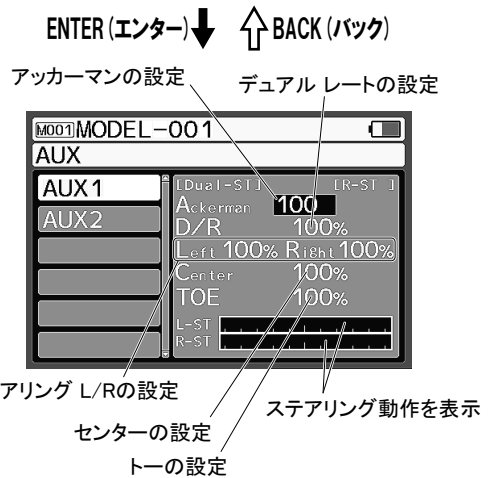 ENTER (エンター) BACK (バック)
アッカーマンの設定
デュアル レートの設定
M001 MODEL-001
AUX
AUX1
AUX2
[Dual-ST] [R-ST ]
Ackerman 100
D/R 100%
Left 100% Right 100%
Center 100%
TOE 100%
L-ST
R-ST
アリング L/Rの設定
ステアリング動作を表示
センターの設定
トーの設定